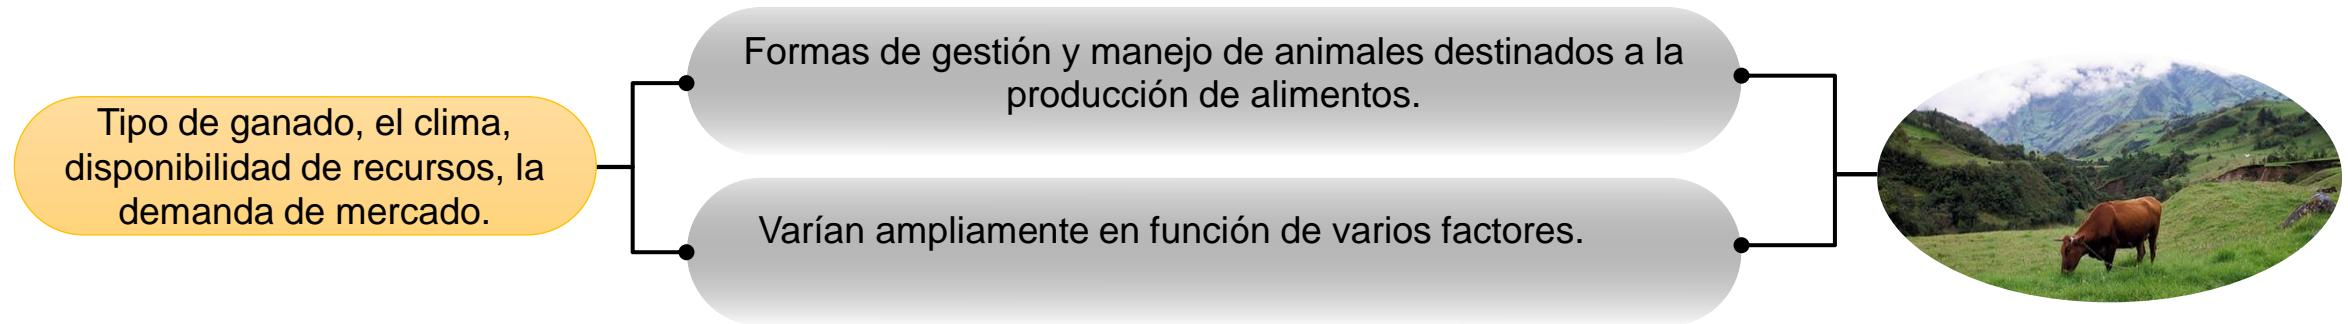 Tipo de ganado, el clima,
disponibilidad de recursos, la
demanda de mercado.
Formas de gestión y manejo de animales destinados a la
producción de alimentos.
Varían ampliamente en función de varios factores.